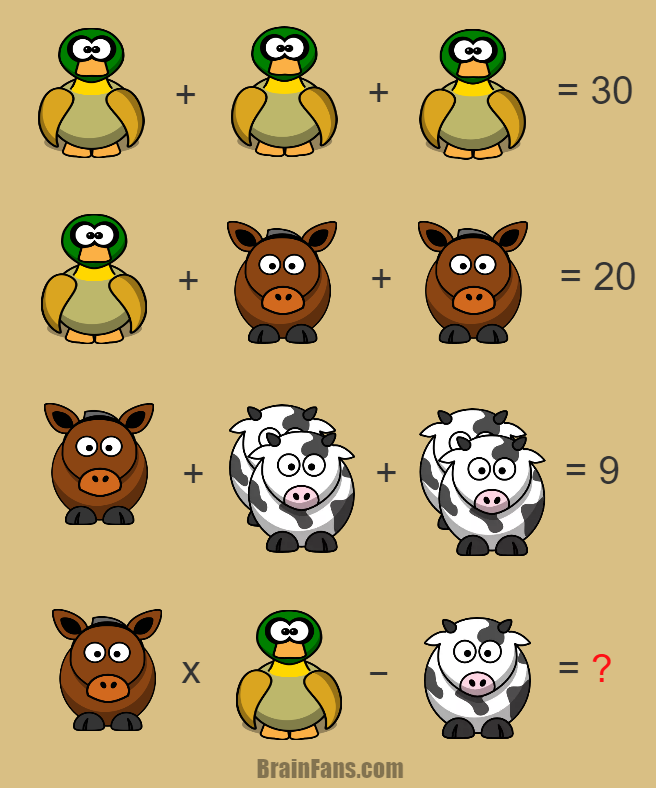 + + = 30
+ + = 20
+ + = 9
x – = ?
BrainFans.com